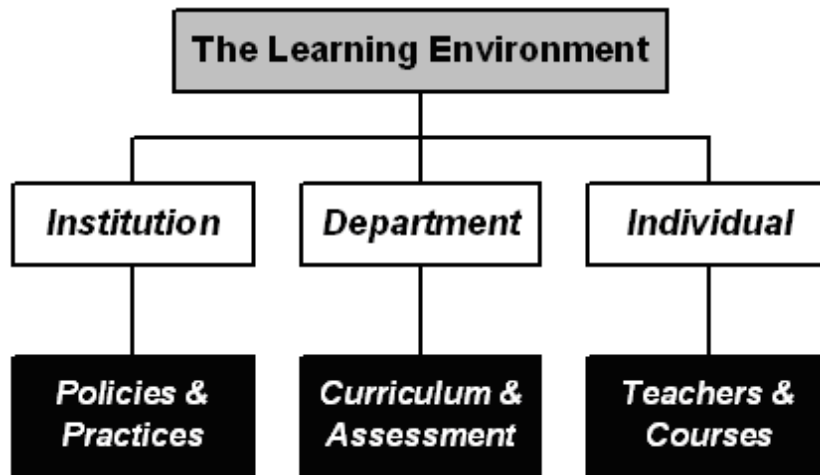 The Learning Environment
Institution
Department
Individual
Policies &
Practices
Curriculum &
Assessment
Teachers &
Courses